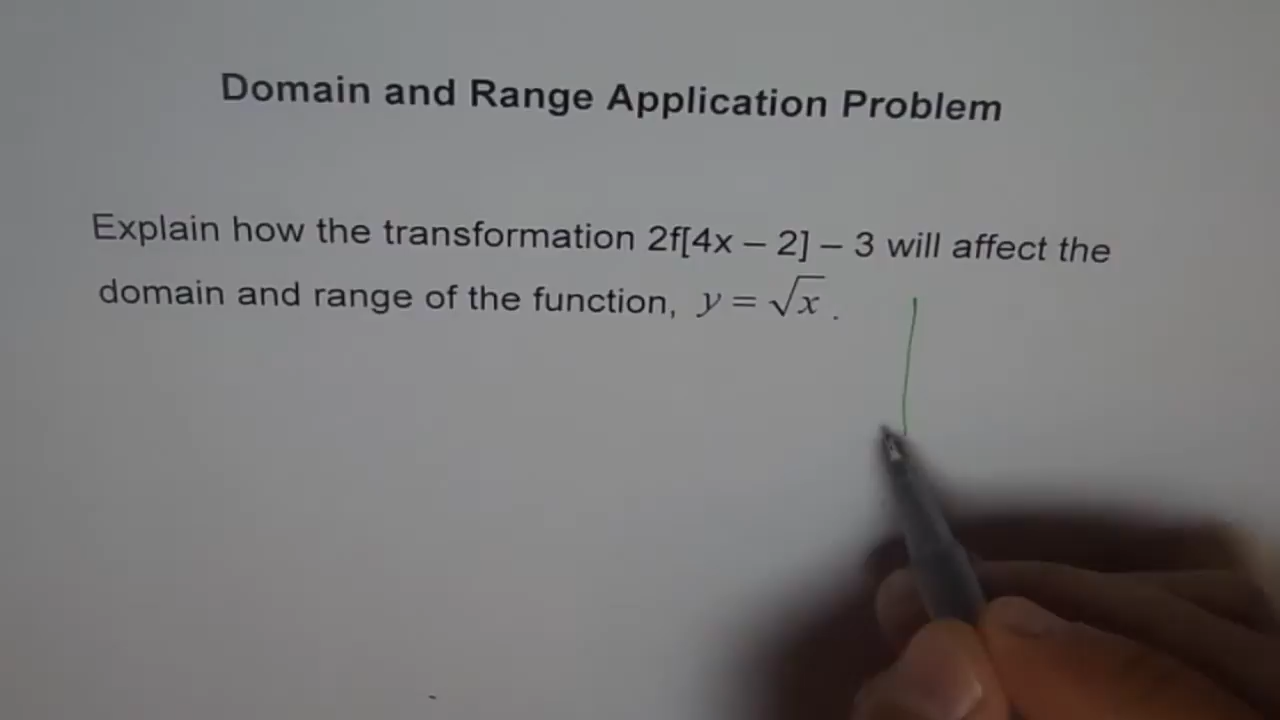 Domain and Range Application Problem
Explain how the transformation 2f[4x – 2] – 3 will affect the
domain and range of the function, y = √x .